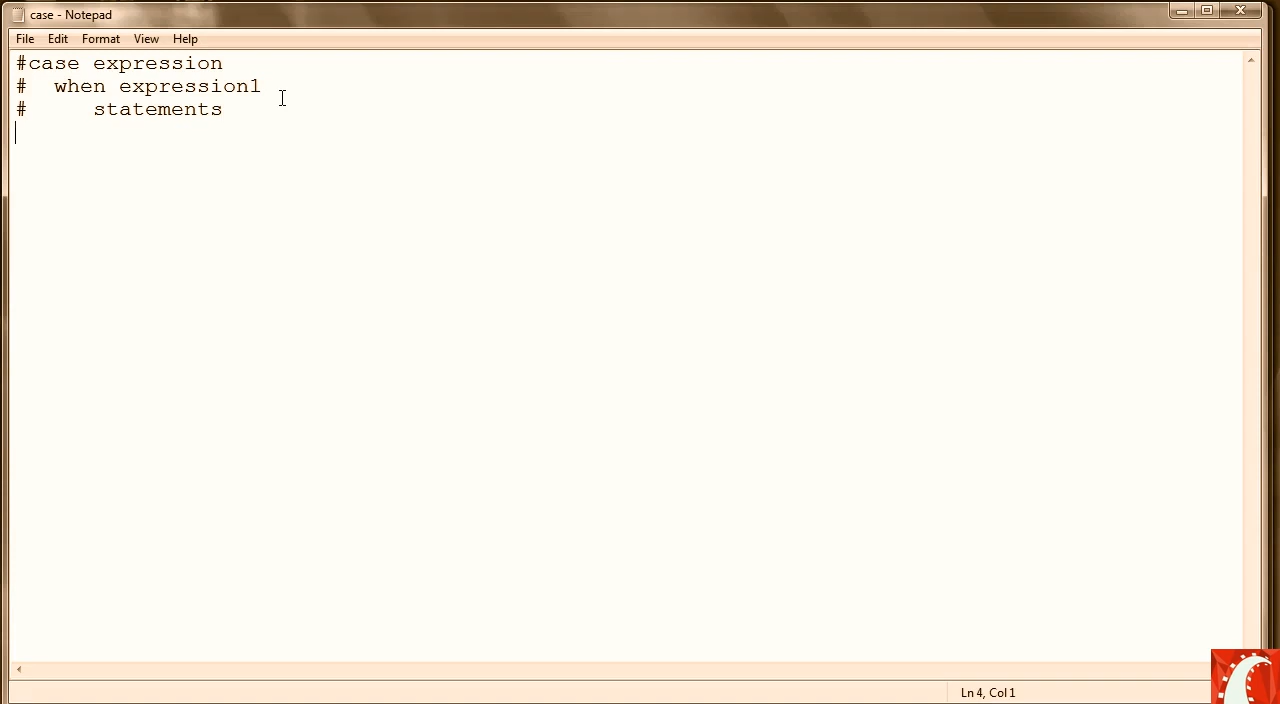 case - Notepad
File Edit Format View Help
#case expression
#  when expression1
#     statements
Ln 4, Col 1